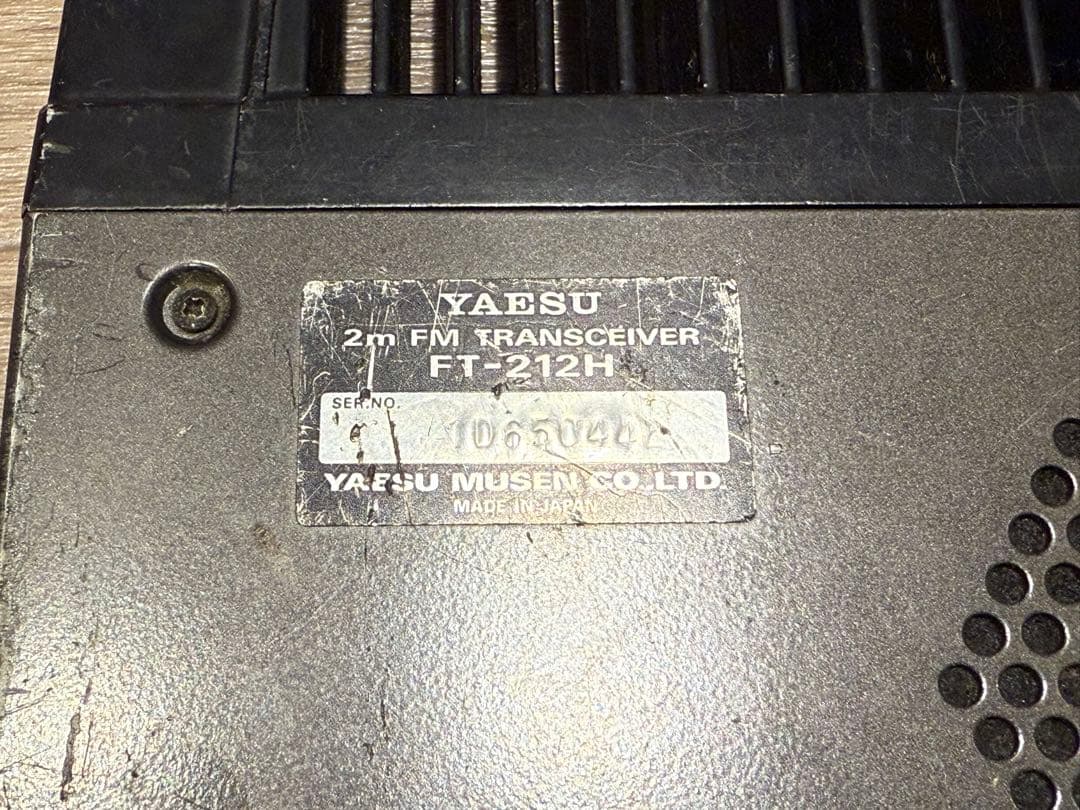 YAESU
2m FM TRANSCEIVER
FT-212H
SER.NO.
YAESU MUSEN CO.,LTD.
MADE IN JAPAN